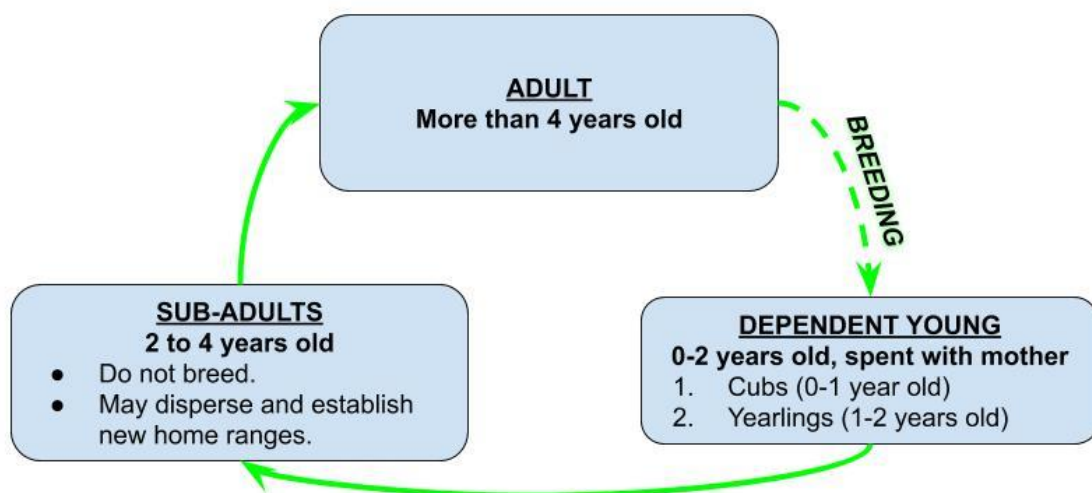 ADULT
More than 4 years old
BREEDING
SUB-ADULTS
2 to 4 years old
● Do not breed.
● May disperse and establish
new home ranges.
DEPENDENT YOUNG
0-2 years old, spent with mother
1. Cubs (0-1 year old)
2. Yearlings (1-2 years old)